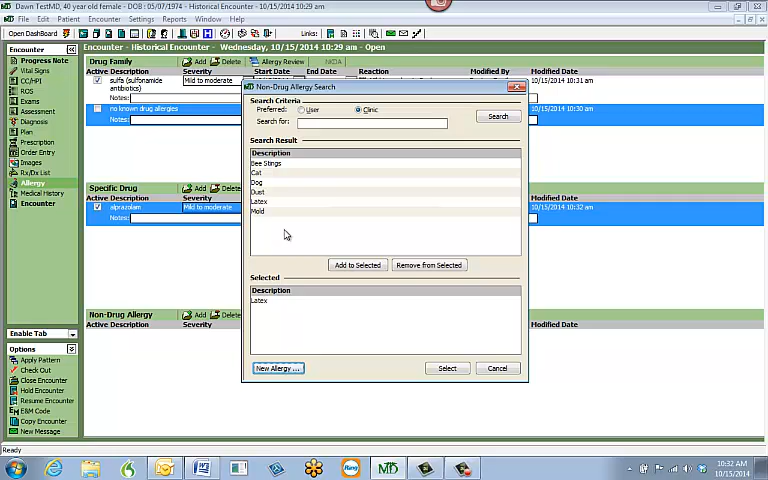 Dawn TestMD, 40 year old female - DOB : 05/07/1974 - Historical Encounter - 10/15/2014 10:29 am
File Edit Patient Encounter Settings Reports Window Help
Open DashBoard
Links:
Encounter
Encounter - Historical Encounter - Wednesday, 10/15/2014 10:29 am - Open
Progress Note
Vital Signs
CC/HPI
ROS
Exams
Assessment
Diagnosis
Plan
Prescription
Order Entry
Images
Rx/Dx List
Allergy
Medical History
Encounter
Enable Tab
Options
Apply Pattern
Check Out
Close Encounter
Hold Encounter
Resume Encounter
E&M Code
Copy Encounter
New Message
Drug Family
Add Delete Allergy Review NKDA
Active Description Severity Start Date End Date Reaction Modified By Modified Date
sulfa (sulfonamide antibiotics) Mild to moderate 10/15/2014 10:31 am
Notes:
no known drug allergies 10/15/2014 10:30 am
Notes:
Specific Drug
Add Delete
Active Description Severity Modified Date
alprazolam Mild to moderate 10/15/2014 10:32 am
Notes:
Non-Drug Allergy
Add Delete
Active Description Severity Modified Date
Non-Drug Allergy Search
Search Criteria
Preferred: User Clinic
Search for:
Search
Search Result
Description
Bee Stings
Cat
Dog
Dust
Latex
Mold
Add to Selected Remove from Selected
Selected
Description
Latex
New Allergy ... Select Cancel
Ready
Ring
MD
10:32 AM
10/15/2014